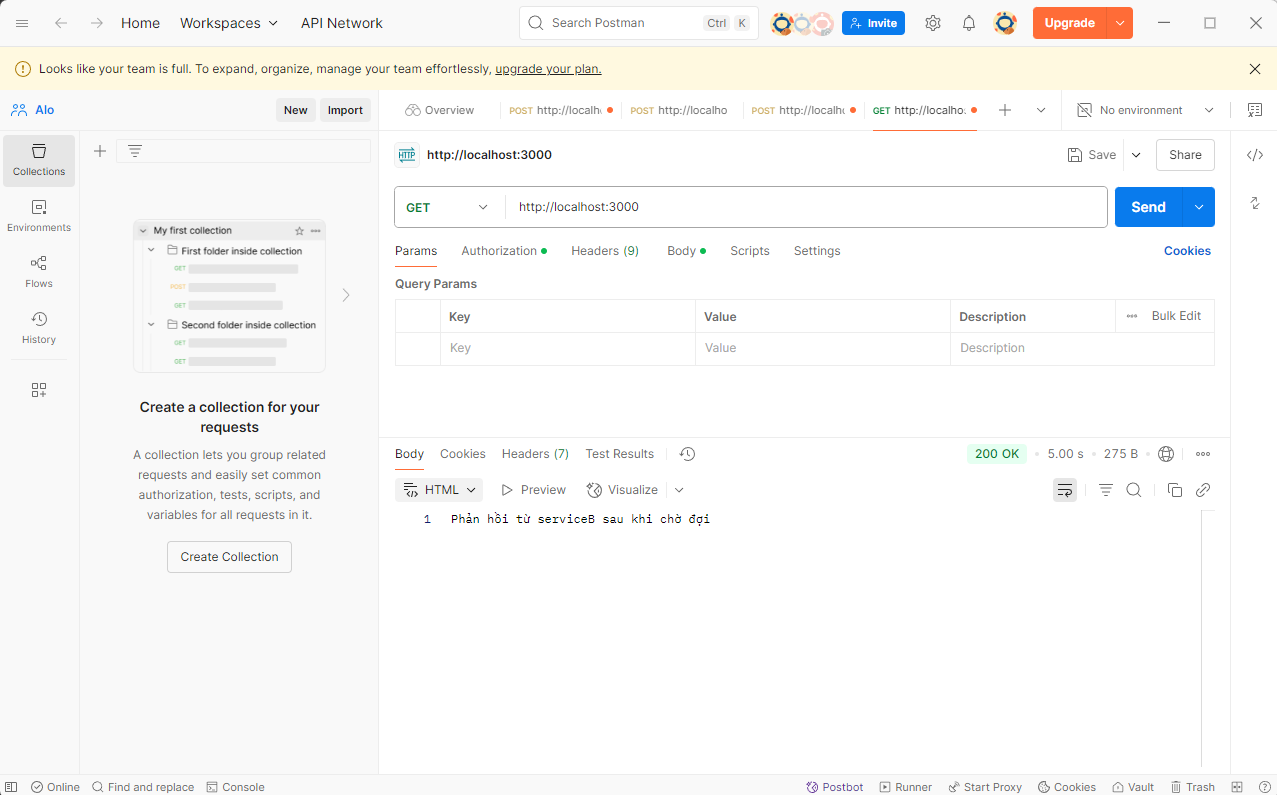 Home Workspaces API Network Search Postman Ctrl K Invite Upgrade
Looks like your team is full. To expand, organize, manage your team effortlessly, upgrade your plan.
Alo New Import
Overview POST http://localh POST http://localho POST http://localh GET http://localho. No environment
Collections
Environments
Flows
History
My first collection
First folder inside collection
GET
POST
GET
Second folder inside collection
GET
GET
Create a collection for your
requests
A collection lets you group related
requests and easily set common
authorization, tests, scripts, and
variables for all requests in it.
Create Collection
HTTP http://localhost:3000 Save Share
GET http://localhost:3000 Send
Params Authorization Headers (9) Body Scripts Settings Cookies
Query Params
Key Value Description Bulk Edit
Key Value Description
Body Cookies Headers (7) Test Results 200 OK 5.00 s 275 B
HTML Preview Visualize
1 Phản hồi từ serviceB sau khi chờ đợi
Online Find and replace Console Postbot Runner Start Proxy Cookies Vault Trash